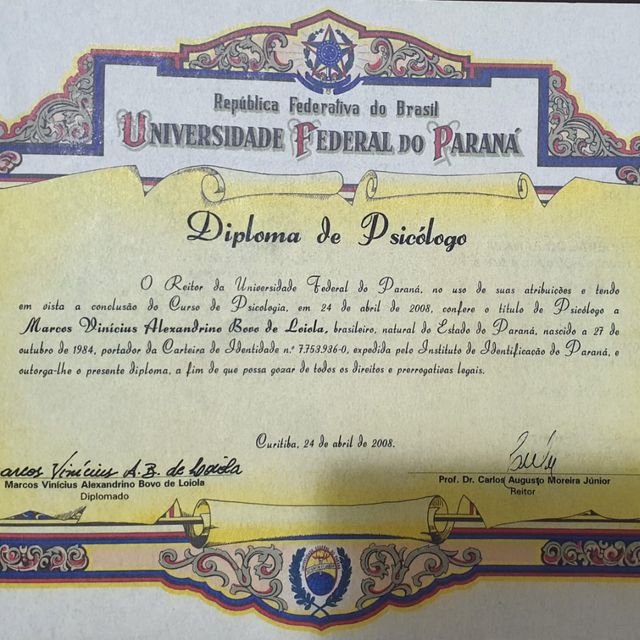 República Federativa do Brasil
UNIVERSIDADE FEDERAL DO PARANÁ
Diploma de Psicólogo
O Reitor da Universidade Federal do Paraná, no uso de suas atribuições e tendo
em vista a conclusão do Curso de Psicologia, em 24 de abril de 2008, confere o título de Psicólogo a
Marcos Vinícius Alexandrino Bovo de Loiola, brasileiro, natural do Estado do Paraná, nascido a 27 de
outubro de 1984, portador da Carteira de Identidade n.º 7.753.936-0, expedida pelo Instituto de Identificação do Paraná, e
outorga-lhe o presente diploma, a fim de que possa gozar de todos os direitos e prerrogativas legais.
Curitiba, 24 de abril de 2008.
arcos Vinícius A. B. de Loiola
Marcos Vinícius Alexandrino Bovo de Loiola
Diplomado
Prof. Dr. Carlos Augusto Moreira Júnior
Reitor